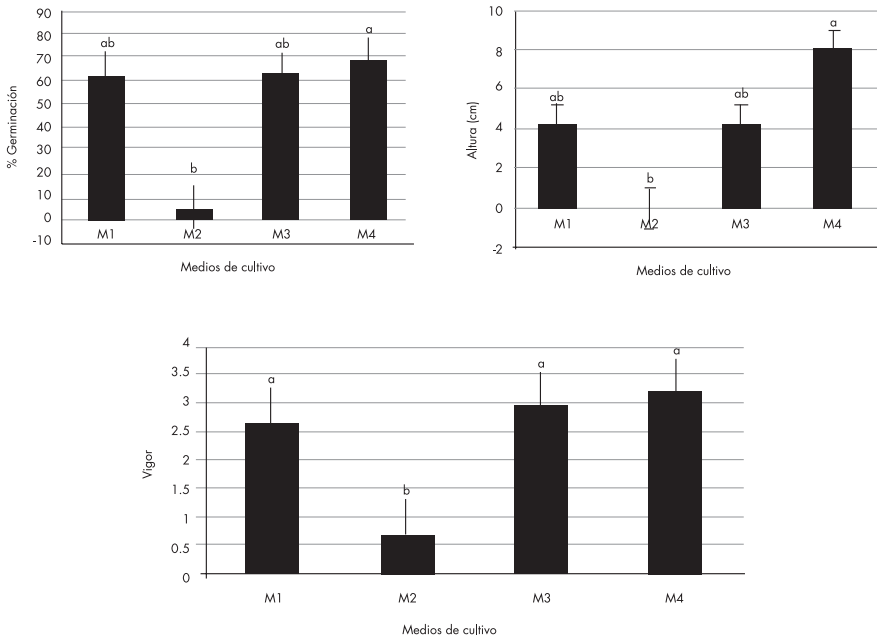 90
80
70
60
50
40
30
20
10
0
-10
% Germinación
ab
b
ab
a
M1
M2
M3
M4
Medios de cultivo
10
8
6
4
2
0
-2
Altura (cm)
ab
b
ab
a
M1
M2
M3
M4
Medios de cultivo
4
3.5
3
2.5
2
1.5
1
0.5
0
Vigor
a
b
a
a
M1
M2
M3
M4
Medios de cultivo